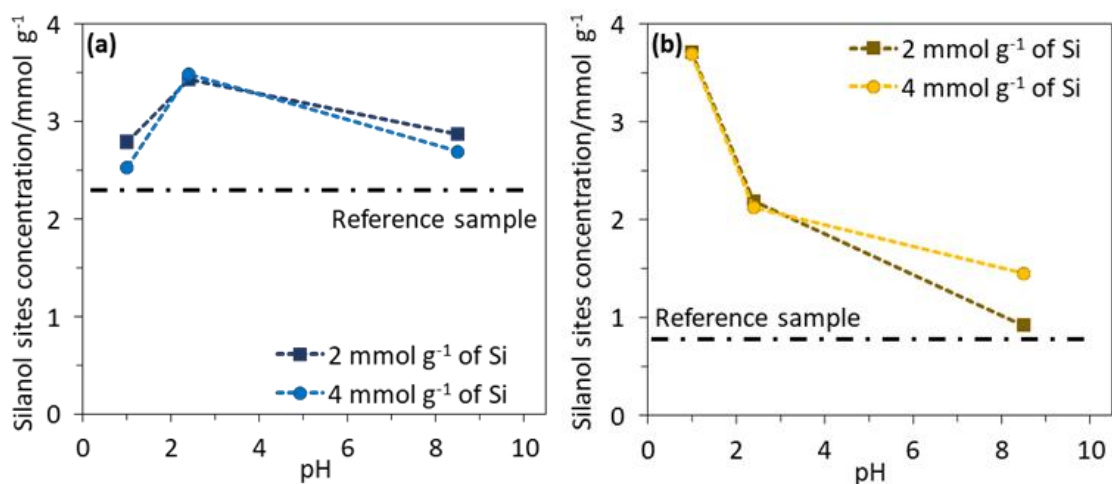 (a)
Silanol sites concentration/mmol g⁻¹
4
3
2
1
0
Reference sample
2 mmol g⁻¹ of Si
4 mmol g⁻¹ of Si
0 2 4 6 8 10
pH
(b)
Silanol sites concentration/mmol g⁻¹
4
3
2
1
0
2 mmol g⁻¹ of Si
4 mmol g⁻¹ of Si
Reference sample
0 2 4 6 8 10
pH